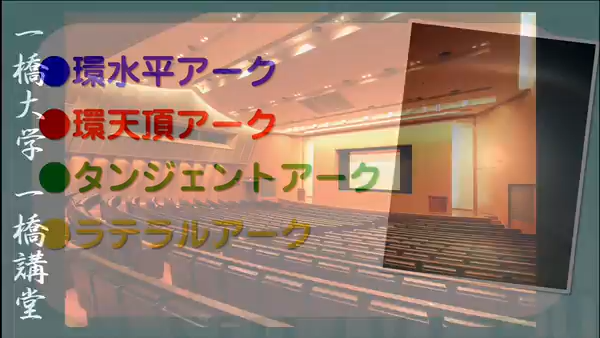 一橋大学 一橋講堂
●環水平アーク
●環天頂アーク
●タンジェントアーク
●ラテラルアーク